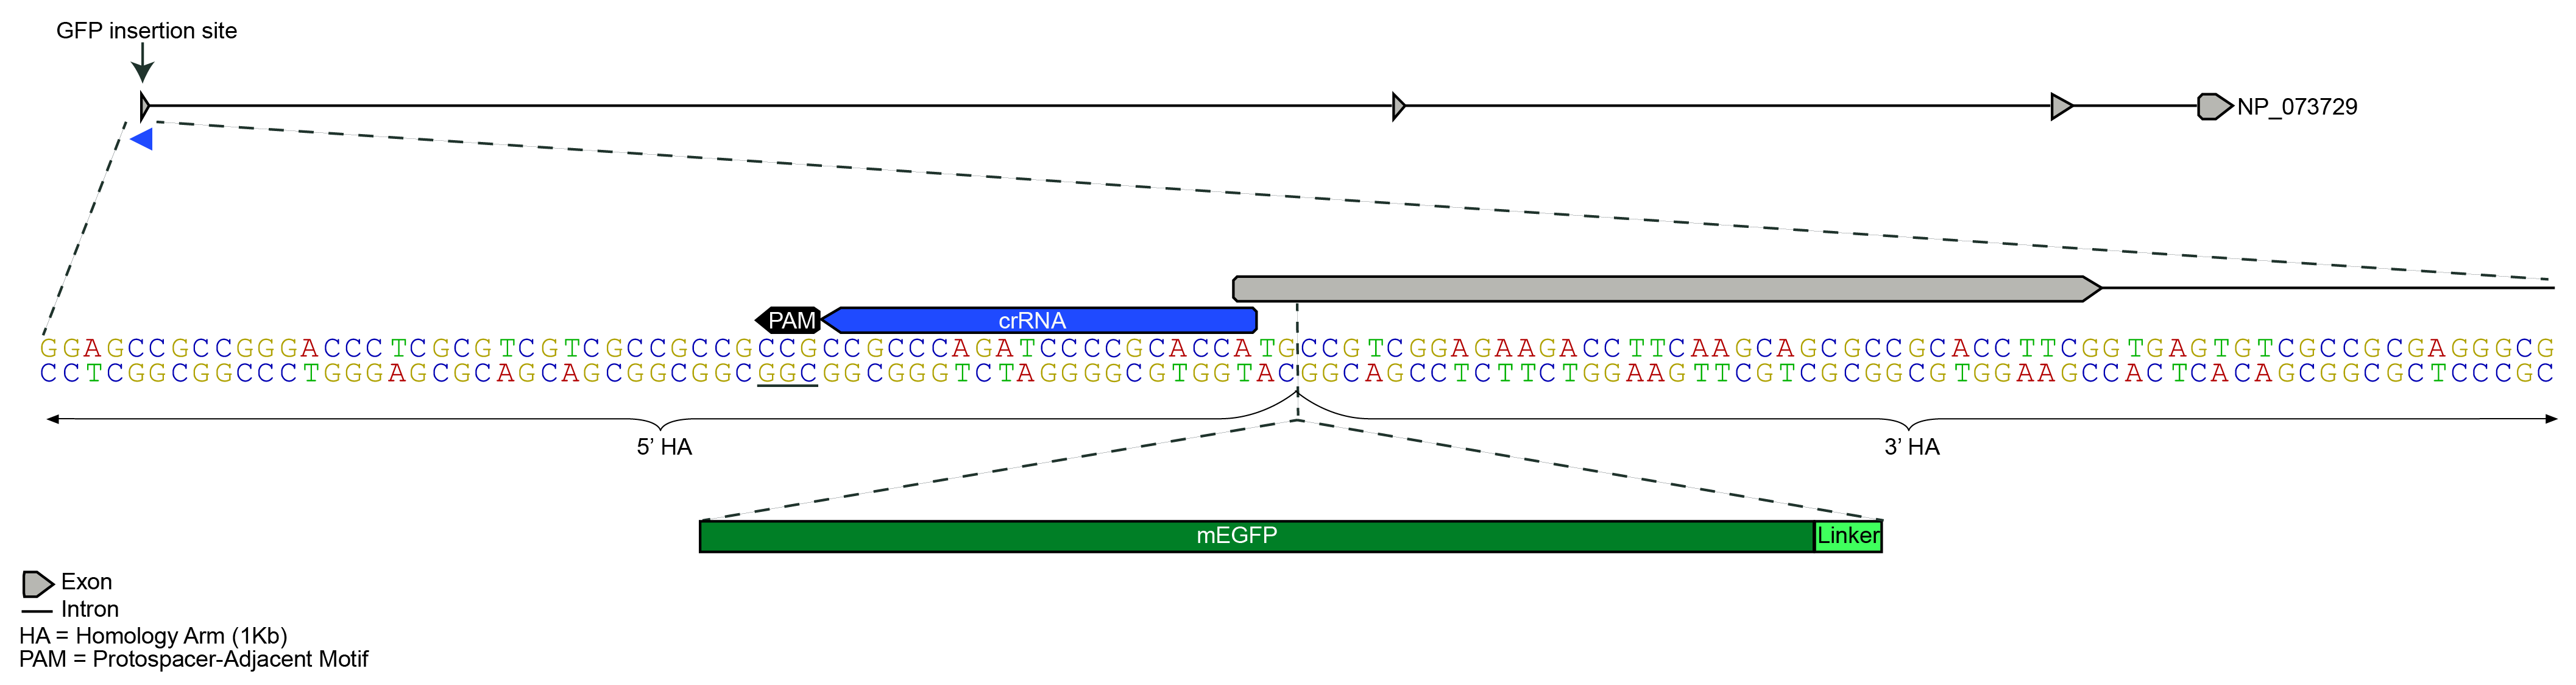 GFP insertion site
NP_073729
PAM
crRNA
GGAGCCGCCGGGACCCTCGCGTCGTCGCCGCCGCCGCCGCCCAGATCCCCGCACCATGCCGTCGGAGAAGACCTTCAAGCAGCGCCGCACCTTCGGTGAGTGTCGCCGCGAGGGCG
CCTCGGCGGCCCTGGGAGCGCAGCAGCGGCGGCGGCGGCGGGTCTAGGGGCGTGGTACGGCAGCCTCTTCTGGAAGTTCGTCGCGGCGTGGAAGCCACTCACAGCGGCGCTCCCGC
5’ HA
3’ HA
mEGFP
Linker
Exon
Intron
HA = Homology Arm (1Kb)
PAM = Protospacer-Adjacent Motif